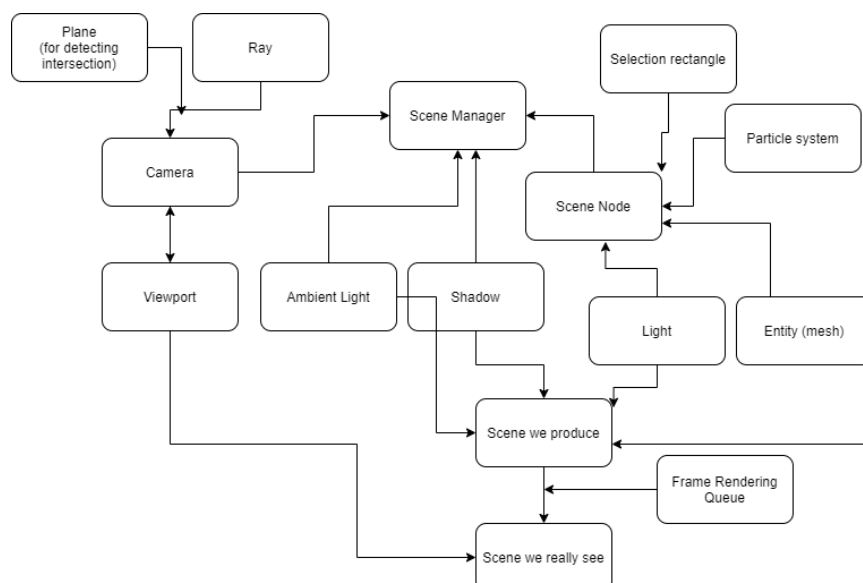 Plane
(for detecting
intersection)
Ray
Selection rectangle
Scene Manager
Particle system
Camera
Scene Node
Viewport
Ambient Light
Shadow
Light
Entity (mesh)
Scene we produce
Frame Rendering
Queue
Scene we really see